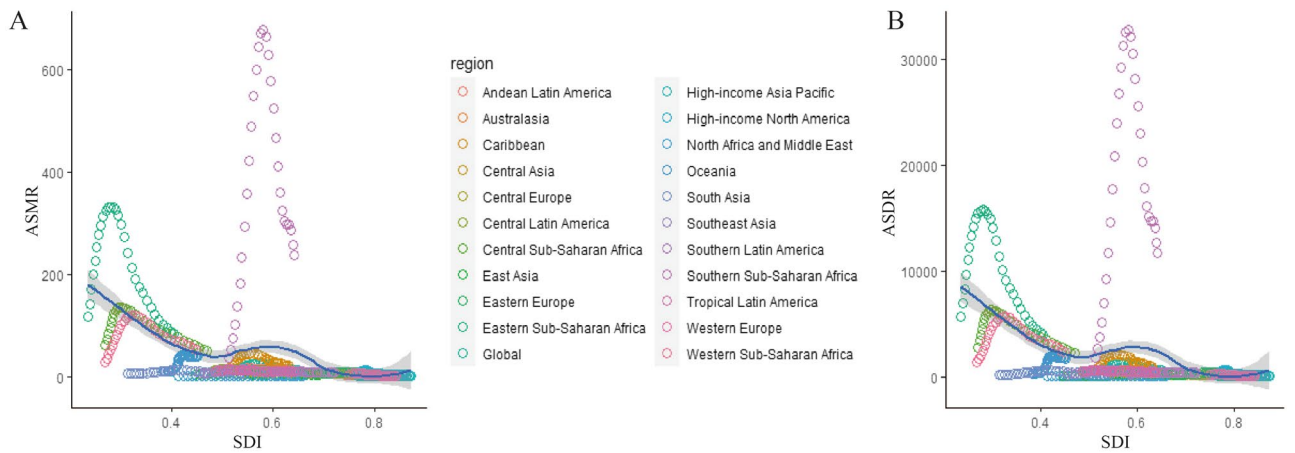 A
ASMR
600
400
200
0
0.4
0.6
0.8
SDI
region
Andean Latin America
Australasia
Caribbean
Central Asia
Central Europe
Central Latin America
Central Sub-Saharan Africa
East Asia
Eastern Europe
Eastern Sub-Saharan Africa
Global
High-income Asia Pacific
High-income North America
North Africa and Middle East
Oceania
South Asia
Southeast Asia
Southern Latin America
Southern Sub-Saharan Africa
Tropical Latin America
Western Europe
Western Sub-Saharan Africa
B
ASDR
30000
20000
10000
0
0.4
0.6
0.8
SDI